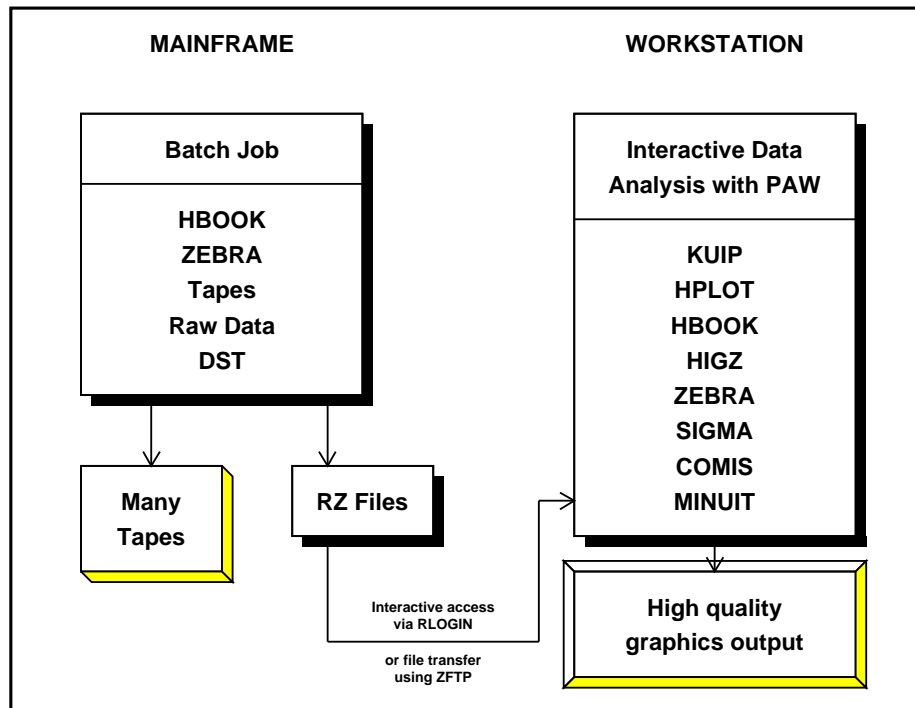 MAINFRAME
WORKSTATION
Batch Job
HBOOK
ZEBRA
Tapes
Raw Data
DST
Many
Tapes
RZ Files
Interactive access
via RLOGIN
or file transfer
using ZFTP
Interactive Data
Analysis with PAW
KUIP
HPLOT
HBOOK
HIGZ
ZEBRA
SIGMA
COMIS
MINUIT
High quality
graphics output